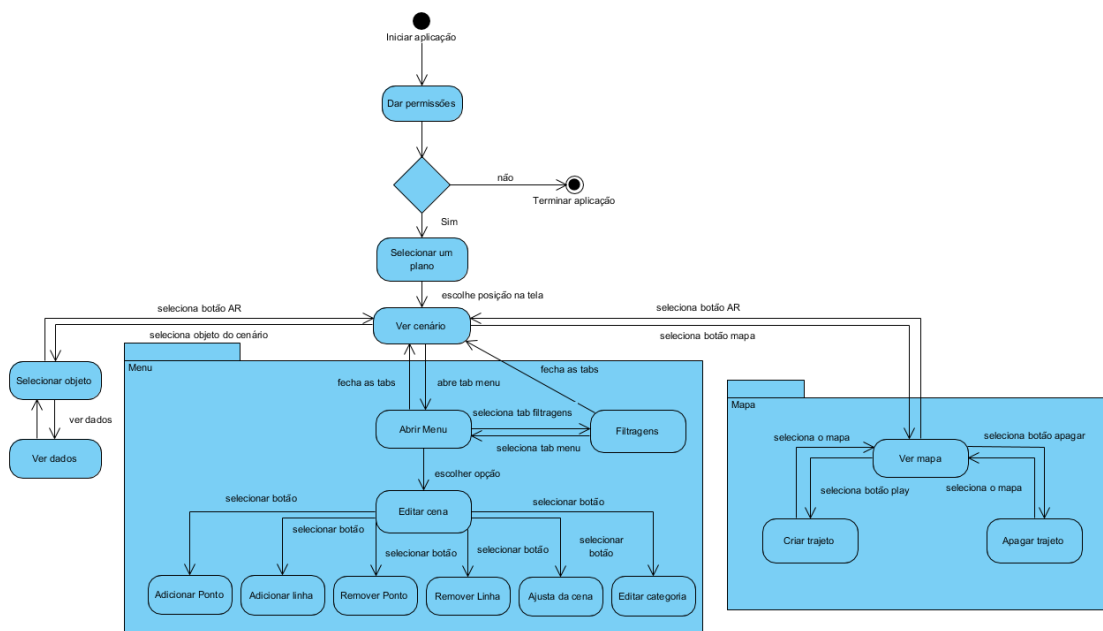 Iniciar aplicação
Dar permissões
não
Terminar aplicação
Sim
Selecionar um
plano
escolhe posição na tela
seleciona botão AR
seleciona botão AR
Ver cenário
seleciona objeto do cenário
seleciona botão mapa
Menu
fecha as tabs
abre tab menu
fecha as tabs
Selecionar objeto
ver dados
Ver dados
Abrir Menu
seleciona tab filtragens
seleciona tab menu
Filtragens
escolher opção
Editar cena
selecionar botão
selecionar botão
selecionar botão
selecionar botão
selecionar
botão
selecionar botão
Adicionar Ponto
Adicionar linha
Remover Ponto
Remover Linha
Ajusta da cena
Editar categoria
Mapa
seleciona o mapa
Ver mapa
seleciona botão apagar
seleciona botão play
seleciona o mapa
Criar trajeto
Apagar trajeto